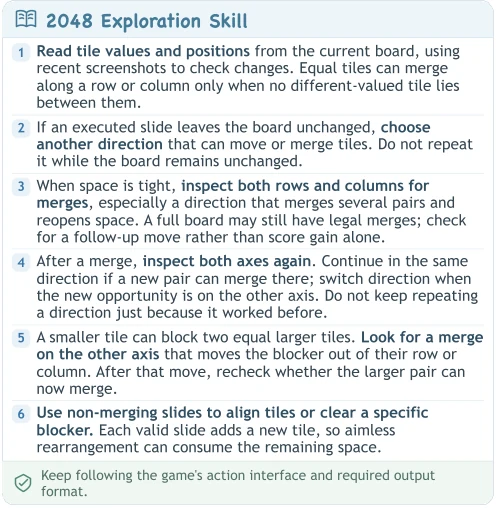 2048 Exploration Skill
1 Read tile values and positions from the current board, using
recent screenshots to check changes. Equal tiles can merge
along a row or column only when no different-valued tile lies
between them.
2 If an executed slide leaves the board unchanged, choose
another direction that can move or merge tiles. Do not repeat
it while the board remains unchanged.
3 When space is tight, inspect both rows and columns for
merges, especially a direction that merges several pairs and
reopens space. A full board may still have legal merges; check
for a follow-up move rather than score gain alone.
4 After a merge, inspect both axes again. Continue in the same
direction if a new pair can merge there; switch direction when
the new opportunity is on the other axis. Do not keep repeating
a direction just because it worked before.
5 A smaller tile can block two equal larger tiles. Look for a merge
on the other axis that moves the blocker out of their row or
column. After that move, recheck whether the larger pair can
now merge.
6 Use non-merging slides to align tiles or clear a specific
blocker. Each valid slide adds a new tile, so aimless
rearrangement can consume the remaining space.
Keep following the game's action interface and required output
format.